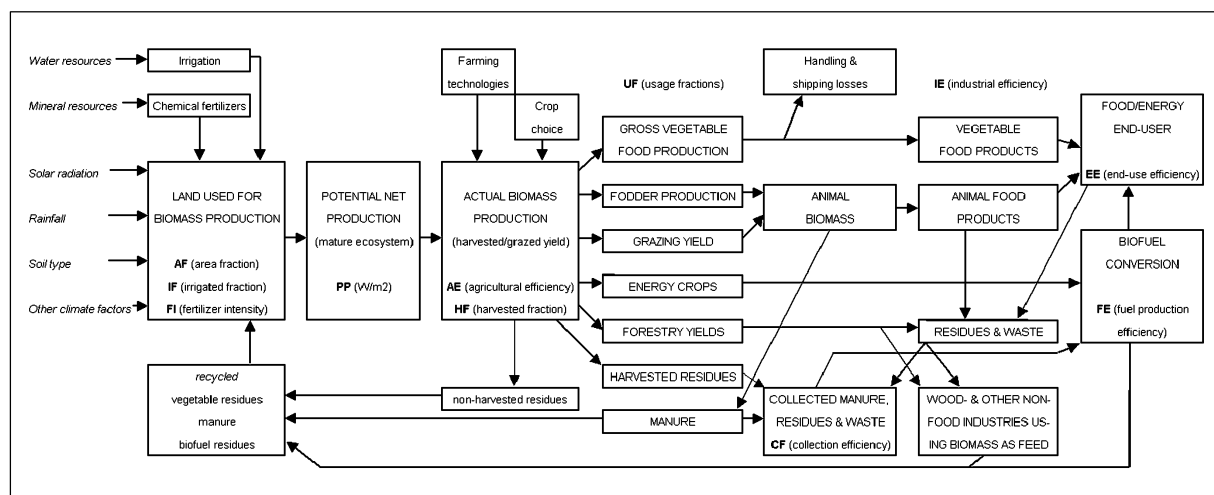 Water resources
Irrigation
Mineral resources
Chemical fertilizers
Solar radiation
Rainfall
Soil type
Other climate factors
LAND USED FOR
BIOMASS PRODUCTION
AF (area fraction)
IF (irrigated fraction)
FI (fertilizer intensity)
recycled
vegetable residues
manure
biofuel residues
POTENTIAL NET
PRODUCTION
(mature ecosystem)
PP (W/m2)
Farming
technologies
Crop
choice
ACTUAL BIOMASS
PRODUCTION
(harvested/grazed yield)
AE (agricultural efficiency)
HF (harvested fraction)
non-harvested residues
UF (usage fractions)
GROSS VEGETABLE
FOOD PRODUCTION
FODDER PRODUCTION
GRAZING YIELD
ENERGY CROPS
FORESTRY YIELDS
HARVESTED RESIDUES
MANURE
Handling &
shipping losses
ANIMAL
BIOMASS
COLLECTED MANURE,
RESIDUES & WASTE
CF (collection efficiency)
IE (industrial efficiency)
VEGETABLE
FOOD PRODUCTS
ANIMAL FOOD
PRODUCTS
RESIDUES & WASTE
WOOD- & OTHER NON-
FOOD INDUSTRIES US-
ING BIOMASS AS FEED
FOOD/ENERGY
END-USER
EE (end-use efficiency)
BIOFUEL
CONVERSION
FE (fuel production
efficiency)